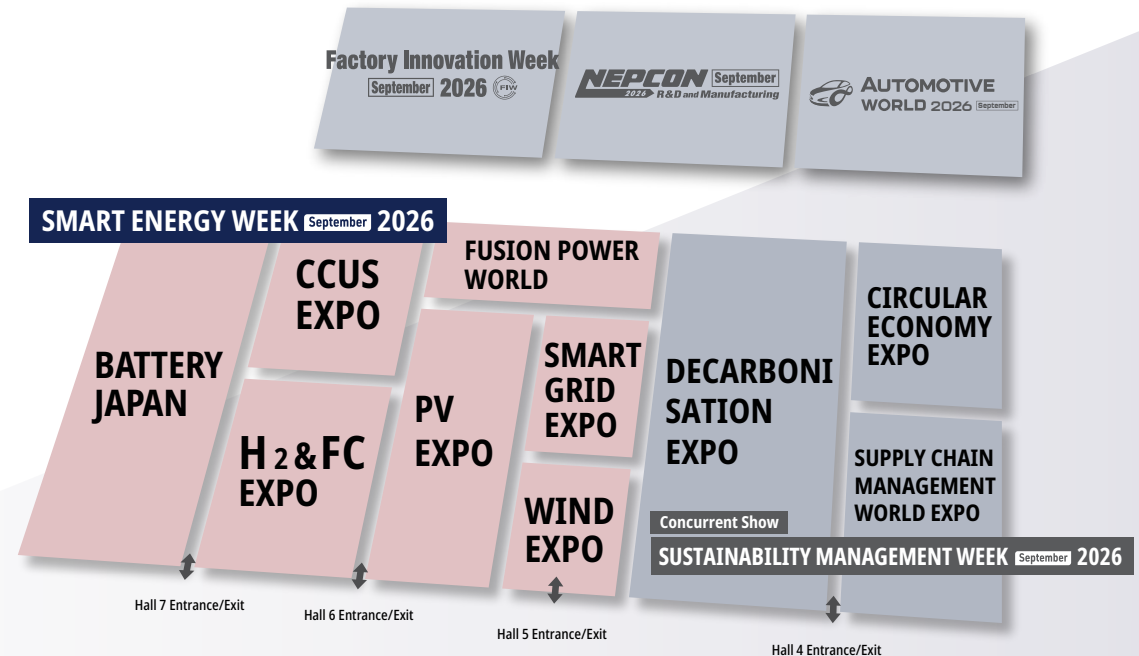 Factory Innovation Week
September 2026 FIW
NEPCON September
2026 R&D and Manufacturing
AUTOMOTIVE
WORLD 2026 September
SMART ENERGY WEEK September 2026
BATTERY
JAPAN
CCUS
EXPO
H2&FC
EXPO
FUSION POWER
WORLD
PV
EXPO
SMART
GRID
EXPO
WIND
EXPO
DECARBONI
SATION
EXPO
CIRCULAR
ECONOMY
EXPO
SUPPLY CHAIN
MANAGEMENT
WORLD EXPO
Concurrent Show
SUSTAINABILITY MANAGEMENT WEEK September 2026
Hall 7 Entrance/Exit
Hall 6 Entrance/Exit
Hall 5 Entrance/Exit
Hall 4 Entrance/Exit